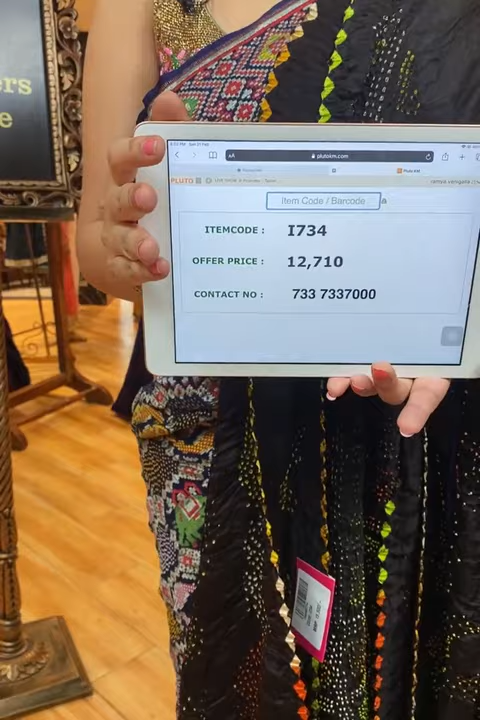 ers
e
plutokm.com
PLUTO
Item Code / Barcode
ITEMCODE : I734
OFFER PRICE : 12,710
CONTACT NO : 733 7337000